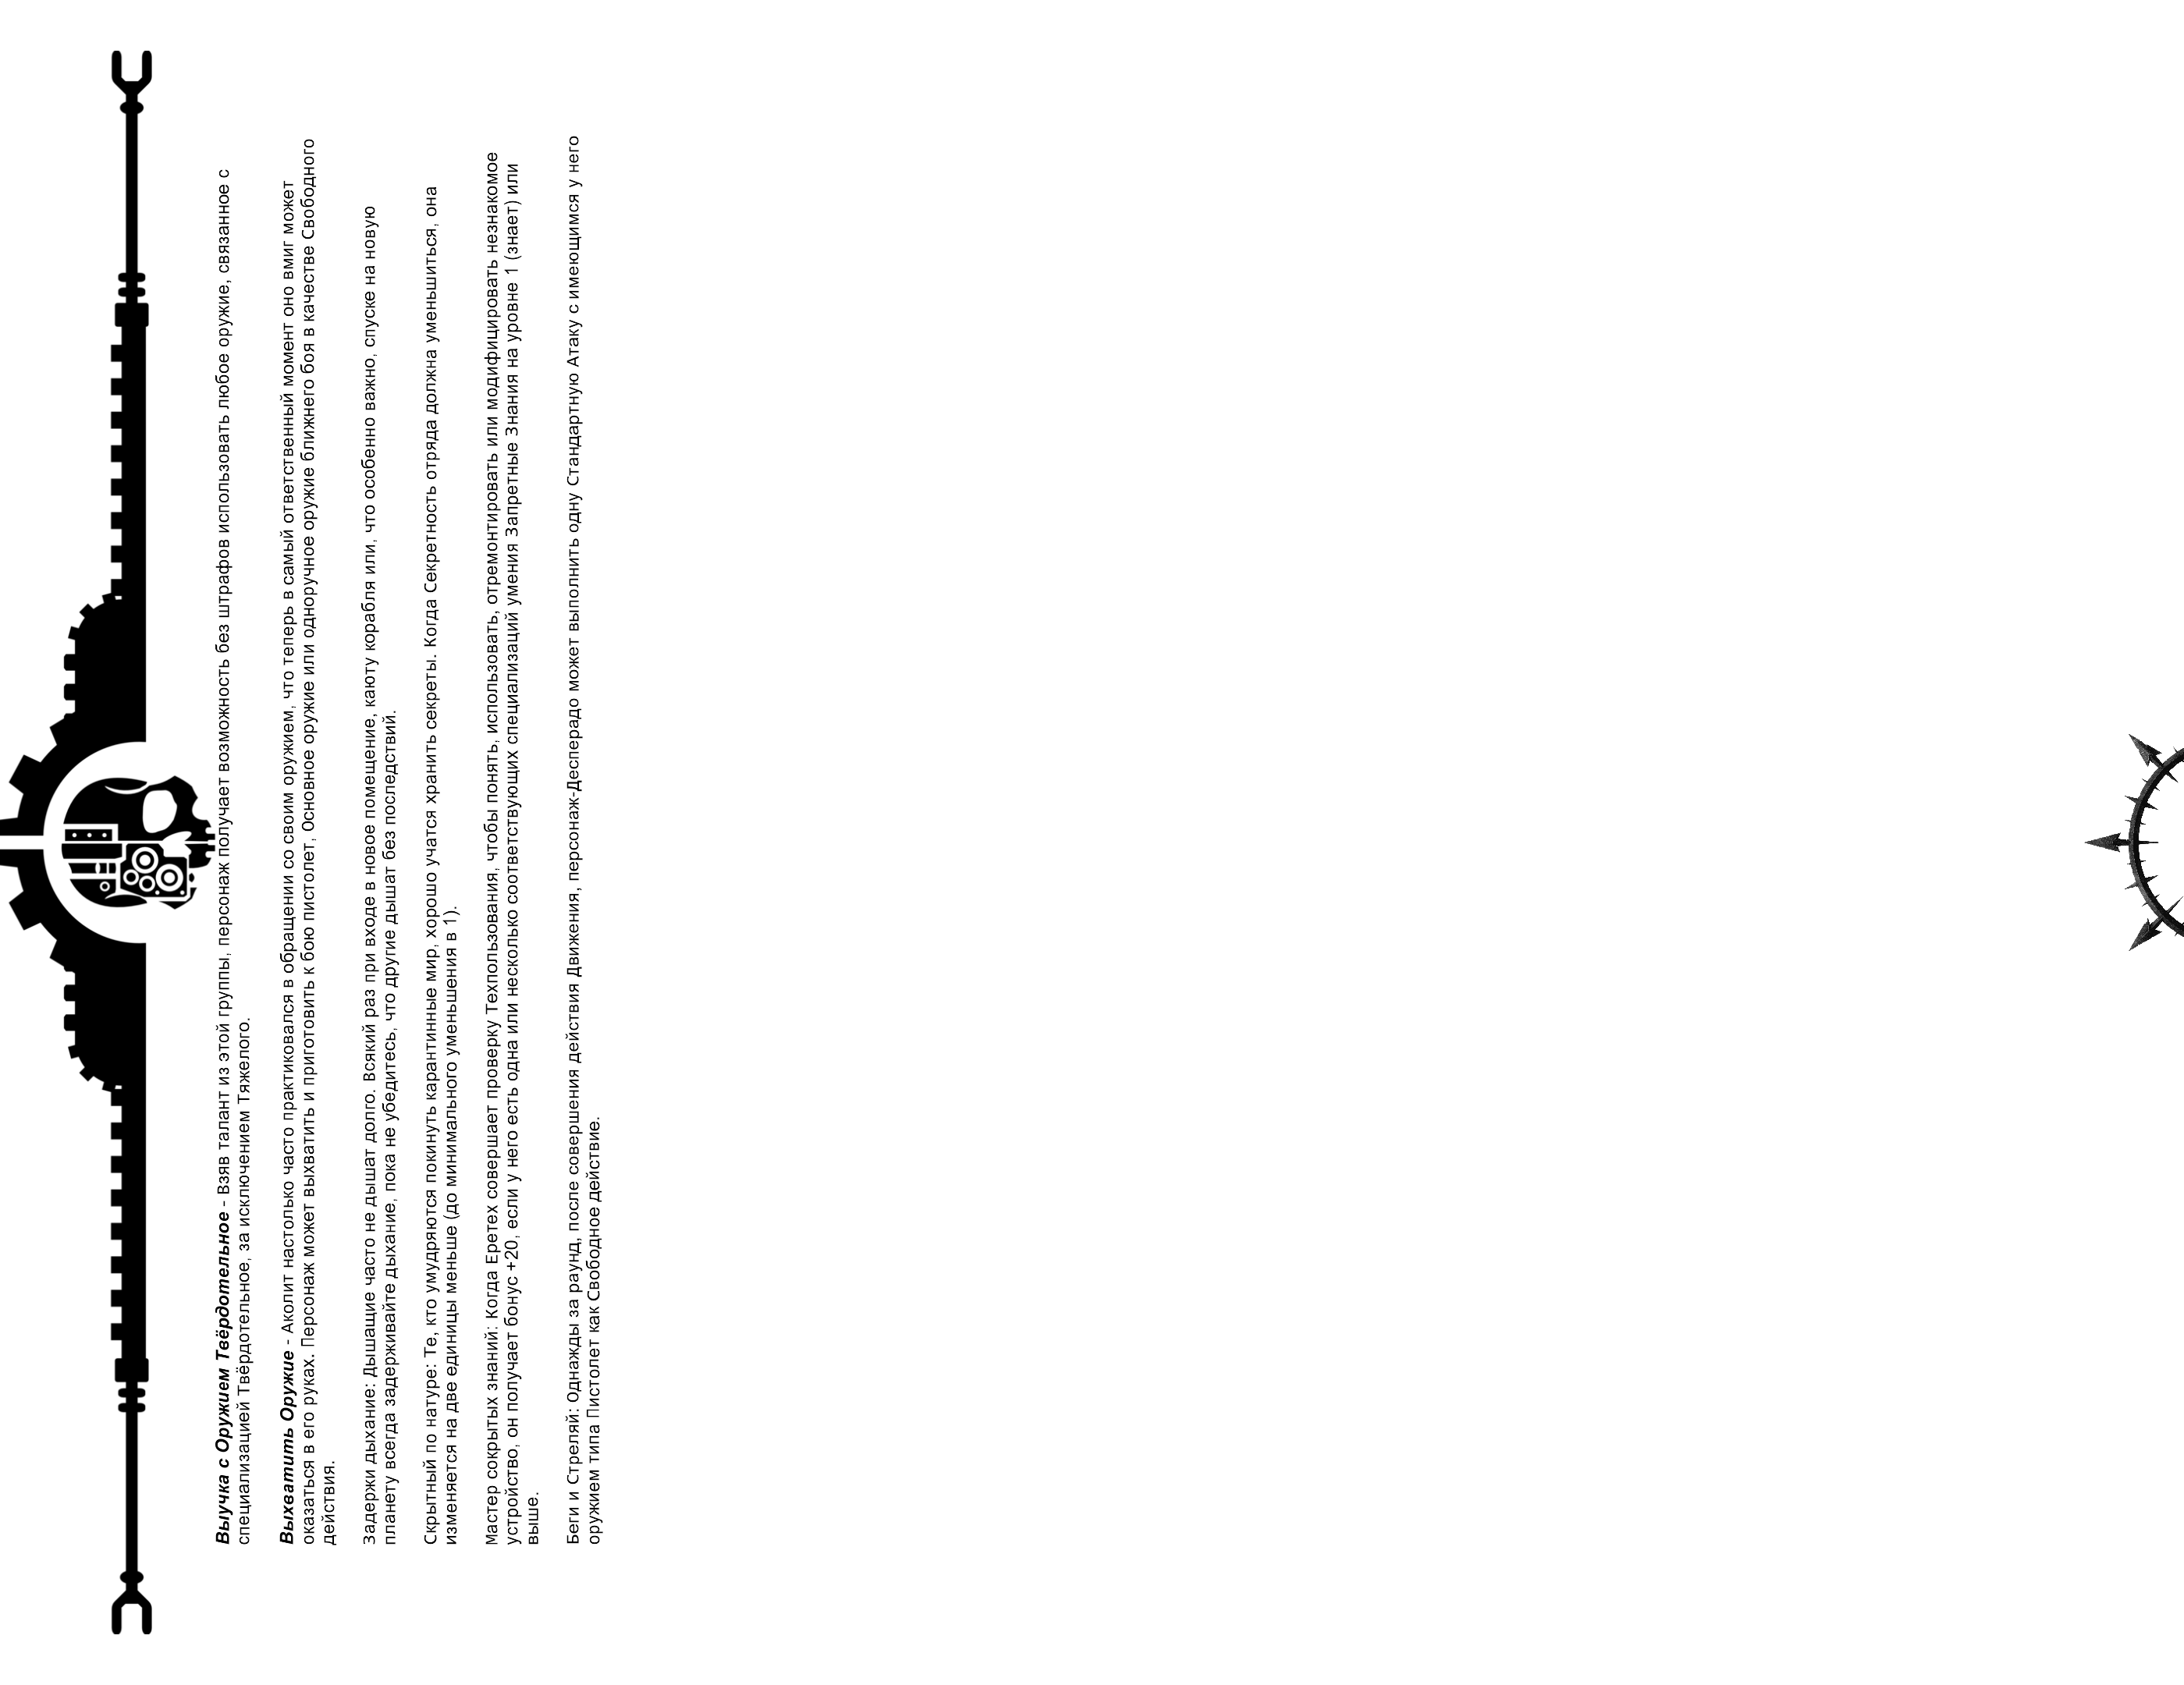 Выучка с Оружием Твёрдотельное - Взяв талант из этой группы, персонаж получает возможность без штрафов использовать любое оружие, связанное с
специализацией Твёрдотельное, за исключением Тяжелого.
Выхватить Оружие - Аколит настолько часто практиковался в обращении со своим оружием, что теперь в самый ответственный момент оно вмиг может
оказаться в его руках. Персонаж может выхватить и приготовить к бою пистолет, Основное оружие или одноручное оружие ближнего боя в качестве Свободного
действия.
Задержи дыхание: Дышащие часто не дышат долго. Всякий раз при входе в новое помещение, каюту корабля или, что особенно важно, спуске на новую
планету всегда задерживайте дыхание, пока не убедитесь, что другие дышат без последствий.
Скрытный по натуре: Те, кто умудряются покинуть карантинные мир, хорошо учатся хранить секреты. Когда Секретность отряда должна уменьшиться, она
изменяется на две единицы меньше (до минимального уменьшения в 1).
Мастер сокрытых знаний: Когда Еретех совершает проверку Техпользования, чтобы понять, использовать, отремонтировать или модифицировать незнакомое
устройство, он получает бонус +20, если у него есть одна или несколько соответствующих специализаций умения Запретные Знания на уровне 1 (знает) или
выше.
Беги и Стреляй: Однажды за раунд, после совершения действия Движения, персонаж-Десперадо может выполнить одну Стандартную Атаку с имеющимся у него
оружием типа Пистолет как Свободное действие.